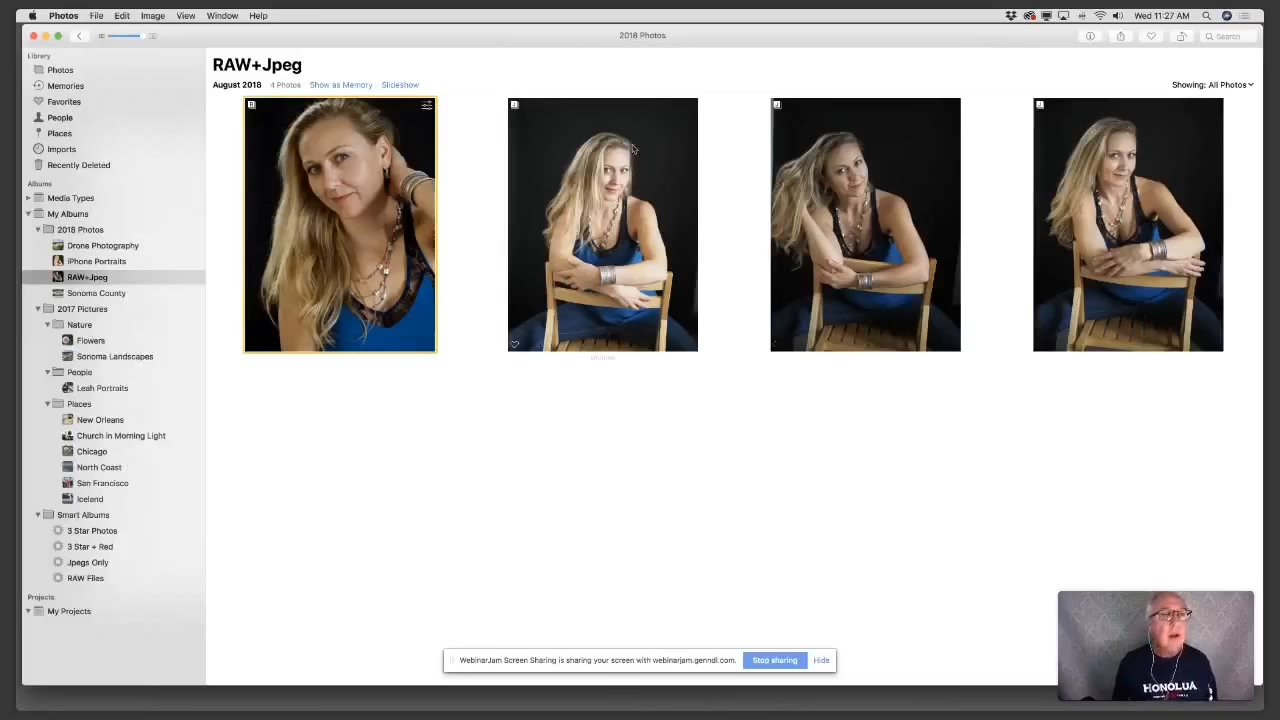 Photos File Edit Image View Window Help Wed 11:27 AM
2018 Photos Search
Library
Photos
Memories
Favorites
People
Places
Imports
Recently Deleted
Albums
Media Types
My Albums
2018 Photos
Drone Photography
iPhone Portraits
RAW+Jpeg
Sonoma County
2017 Pictures
Nature
Flowers
Sonoma Landscapes
People
Leah Portraits
Places
New Orleans
Church in Morning Light
Chicago
North Coast
San Francisco
Iceland
Smart Albums
3 Star Photos
3 Star + Red
Jpegs Only
RAW Files
Projects
My Projects
RAW+Jpeg
August 2018 4 Photos Show as Memory Slideshow Showing: All Photos
R J J J
WebinarJam Screen Sharing is sharing your screen with webinarjam.genndi.com. Stop sharing Hide
HONOLUA